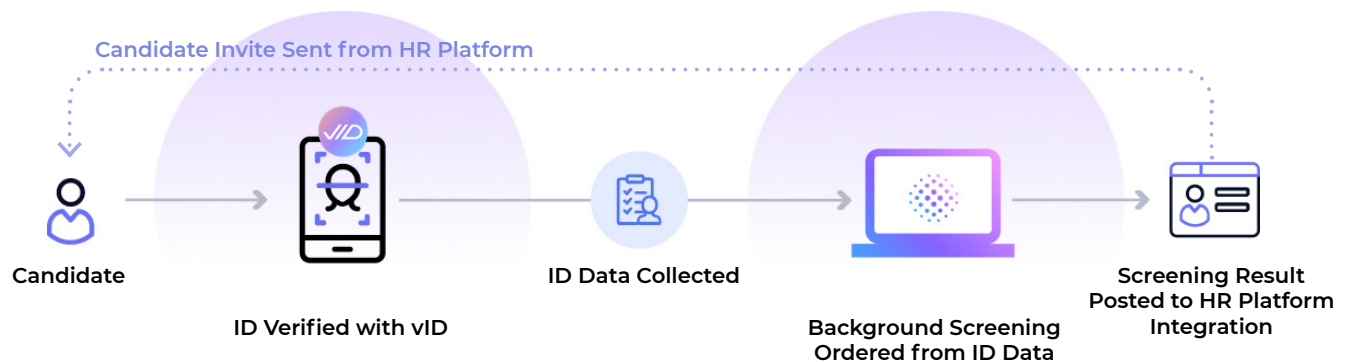 Candidate Invite Sent from HR Platform
vID
Candidate
ID Verified with vID
ID Data Collected
Background Screening
Ordered from ID Data
Screening Result
Posted to HR Platform
Integration